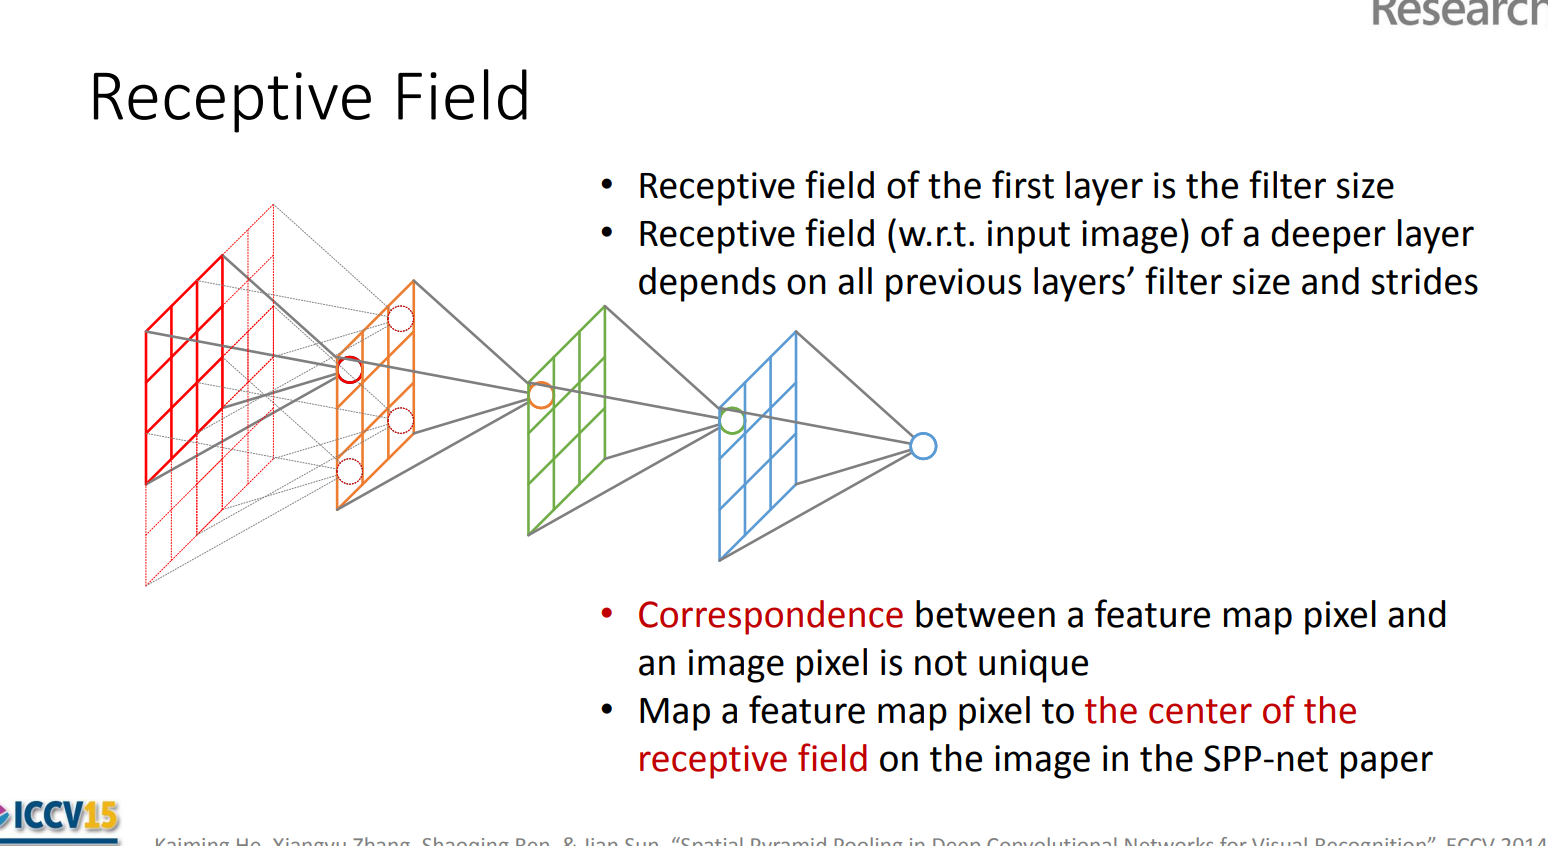 Research
Receptive Field
• Receptive field of the first layer is the filter size
• Receptive field (w.r.t. input image) of a deeper layer
depends on all previous layers’ filter size and strides
• Correspondence between a feature map pixel and
an image pixel is not unique
• Map a feature map pixel to the center of the
receptive field on the image in the SPP-net paper
ICCV15
Kaiming He, Xiangyu Zhang, Shaoqing Ren, & Jian Sun. “Spatial Pyramid Pooling in Deep Convolutional Networks for Visual Recognition”. ECCV 2014